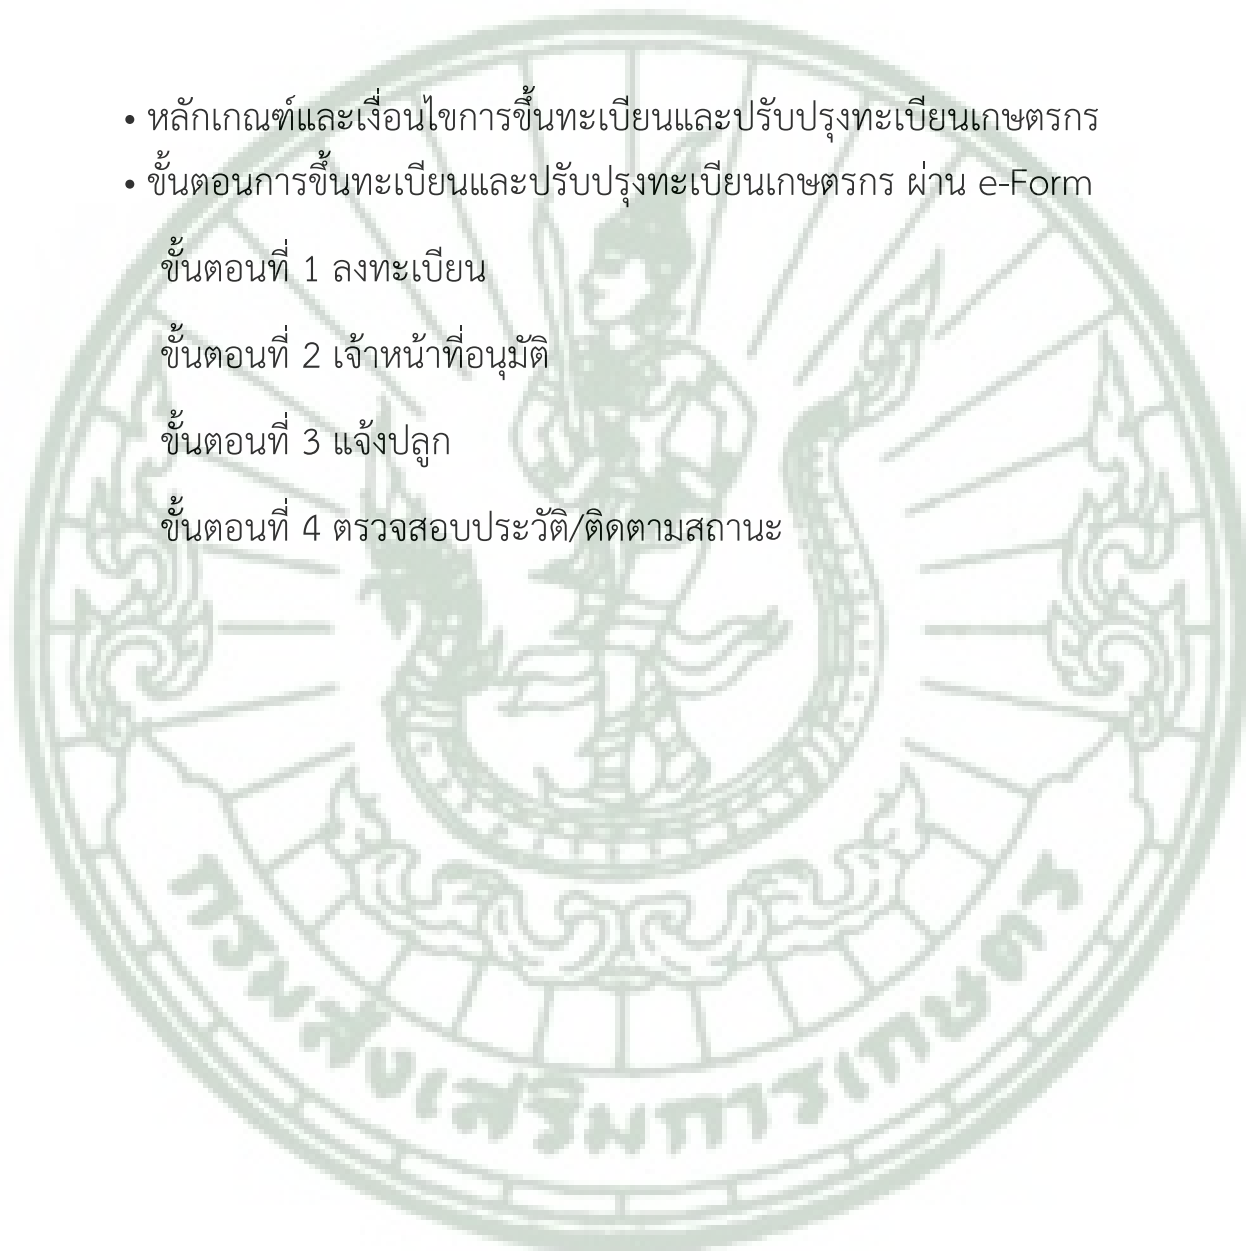 • หลักเกณฑ์และเงื่อนไขการขึ้นทะเบียนและปรับปรุงทะเบียนเกษตรกร
• ขั้นตอนการขึ้นทะเบียนและปรับปรุงทะเบียนเกษตรกร ผ่าน e-Form
ขั้นตอนที่ 1 ลงทะเบียน
ขั้นตอนที่ 2 เจ้าหน้าที่อนุมัติ
ขั้นตอนที่ 3 แจ้งปลูก
ขั้นตอนที่ 4 ตรวจสอบประวัติ/ติดตามสถานะ
กรมส่งเสริมการเกษตร